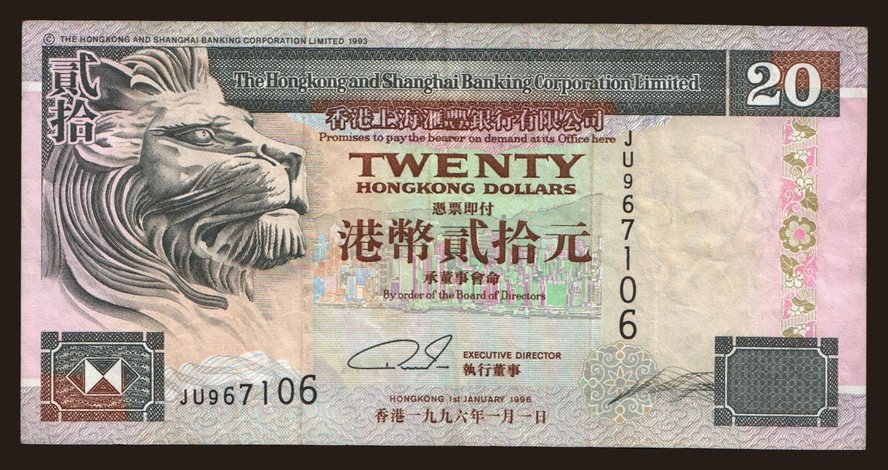 © THE HONGKONG AND SHANGHAI BANKING CORPORATION LIMITED 1993
貳拾
The Hongkong and Shanghai Banking Corporation Limited
20
香港上海滙豐銀行有限公司
Promises to pay the bearer on demand at its Office here
TWENTY
HONGKONG DOLLARS
憑票即付
港幣貳拾元
承董事會命
By order of the Board of Directors
JU967106
EXECUTIVE DIRECTOR
執行董事
JU967106
HONGKONG 1st JANUARY 1996
香港一九九六年一月一日